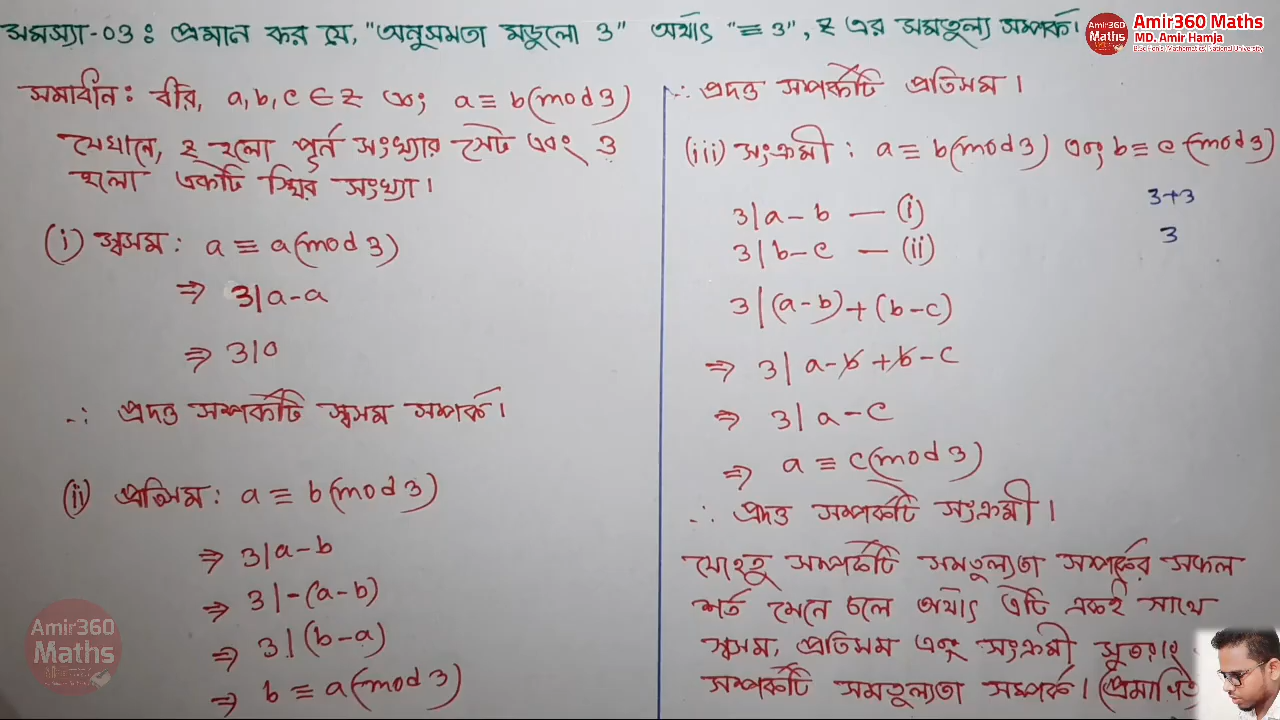 সমস্যা-03: প্রমান কর যে, "অনুসমতা মডুলো 3" অর্থাৎ "≡ 3", Z এর সমতুল্য সম্পর্ক।
সমাধান: ধরি, a, b, c ∈ Z এবং a ≡ b(mod 3)
যেখানে, Z হলো পূর্ন সংখ্যার সেট এবং 3
হলো একটি স্থির সংখ্যা।
(i) স্বসম: a ≡ a(mod 3)
⇒ 3|a-a
⇒ 3|0
∴ প্রদত্ত সম্পর্কটি স্বসম সম্পর্ক।
(ii) প্রতিসম: a ≡ b(mod 3)
⇒ 3|a-b
⇒ 3|-(a-b)
⇒ 3|(b-a)
⇒ b ≡ a(mod 3)
∴ প্রদত্ত সম্পর্কটি প্রতিসম।
(iii) সংক্রমী: a ≡ b(mod 3) এবং b ≡ c (mod 3)
3|a-b — (i)
3|b-c — (ii)
3|(a-b)+(b-c)
⇒ 3|a-b+b-c
⇒ 3|a-c
⇒ a ≡ c(mod 3)
∴ প্রদত্ত সম্পর্কটি সংক্রমী।
যেহেতু সম্পর্কটি সমতুল্যতা সম্পর্কের সকল
শর্ত মেনে চলে অর্থাৎ এটি একই সাথে
স্বসম, প্রতিসম এবং সংক্রমী সুতরাং
সম্পর্কটি সমতুল্যতা সম্পর্ক। (প্রমাণিত
3+3
3
Amir360 Maths
Amir360 Maths
MD. Amir Hamja
Amir360
Maths